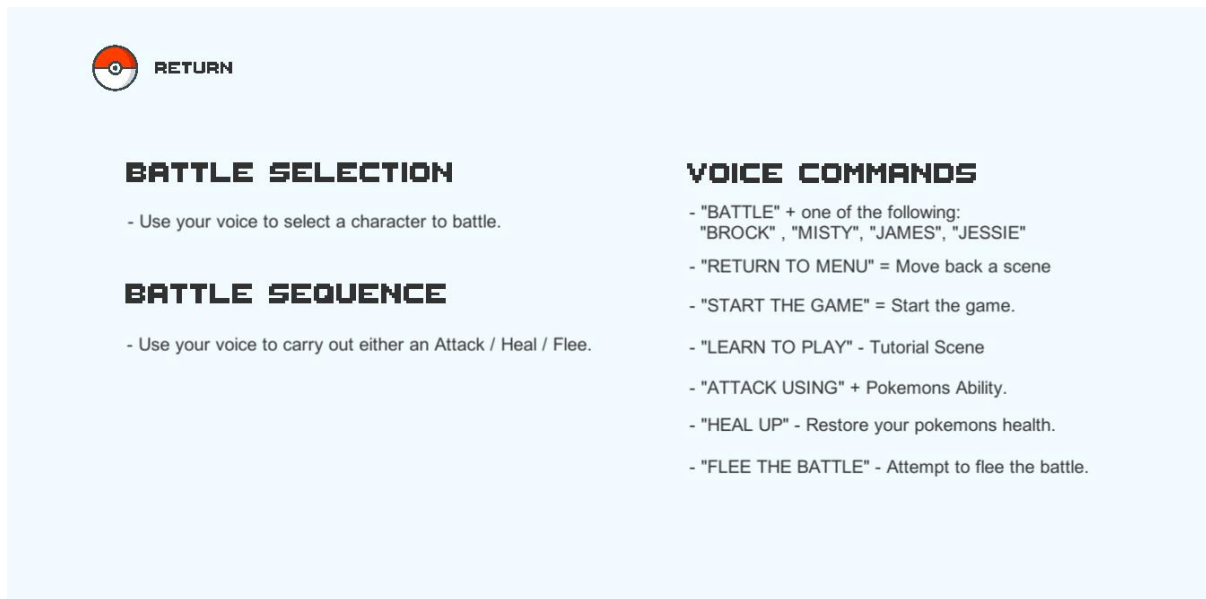 RETURN
BATTLE SELECTION
- Use your voice to select a character to battle.
BATTLE SEQUENCE
- Use your voice to carry out either an Attack / Heal / Flee.
VOICE COMMANDS
- "BATTLE" + one of the following:
"BROCK" , "MISTY", "JAMES", "JESSIE"
- "RETURN TO MENU" = Move back a scene
- "START THE GAME" = Start the game.
- "LEARN TO PLAY" - Tutorial Scene
- "ATTACK USING" + Pokemons Ability.
- "HEAL UP" - Restore your pokemons health.
- "FLEE THE BATTLE" - Attempt to flee the battle.